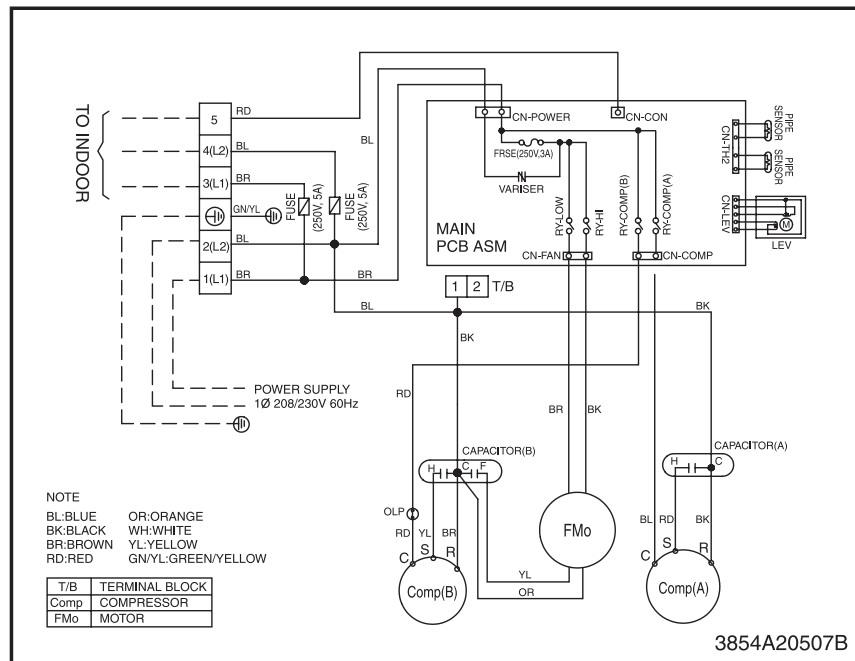 TO INDOOR
5
RD
4(L2)
BL
3(L1)
BR
GN/YL
2(L2)
BL
1(L1)
BR
FUSE
(250V, 5A)
FUSE
(250V, 5A)
BL
BR
BL
CN-POWER
CN-CON
FRSE(250V,3A)
VARISER
RY-LOW
RY-HI
RY-COMP(B)
RY-COMP(A)
MAIN
PCB ASM
CN-FAN
CN-COMP
CN-TH2
PIPE
SENSOR
PIPE
SENSOR
CN-LEV
M
LEV
1 2 T/B
BK
BK
POWER SUPPLY
1Ø 208/230V 60Hz
RD
BR
BK
CAPACITOR(B)
H C F
CAPACITOR(A)
H C
OLP
RD YL BR
C S R
Comp(B)
FMo
YL
OR
BL RD BK
C S R
Comp(A)
NOTE
BL:BLUE OR:ORANGE
BK:BLACK WH:WHITE
BR:BROWN YL:YELLOW
RD:RED GN/YL:GREEN/YELLOW
T/B TERMINAL BLOCK
Comp COMPRESSOR
FMo MOTOR
3854A20507B